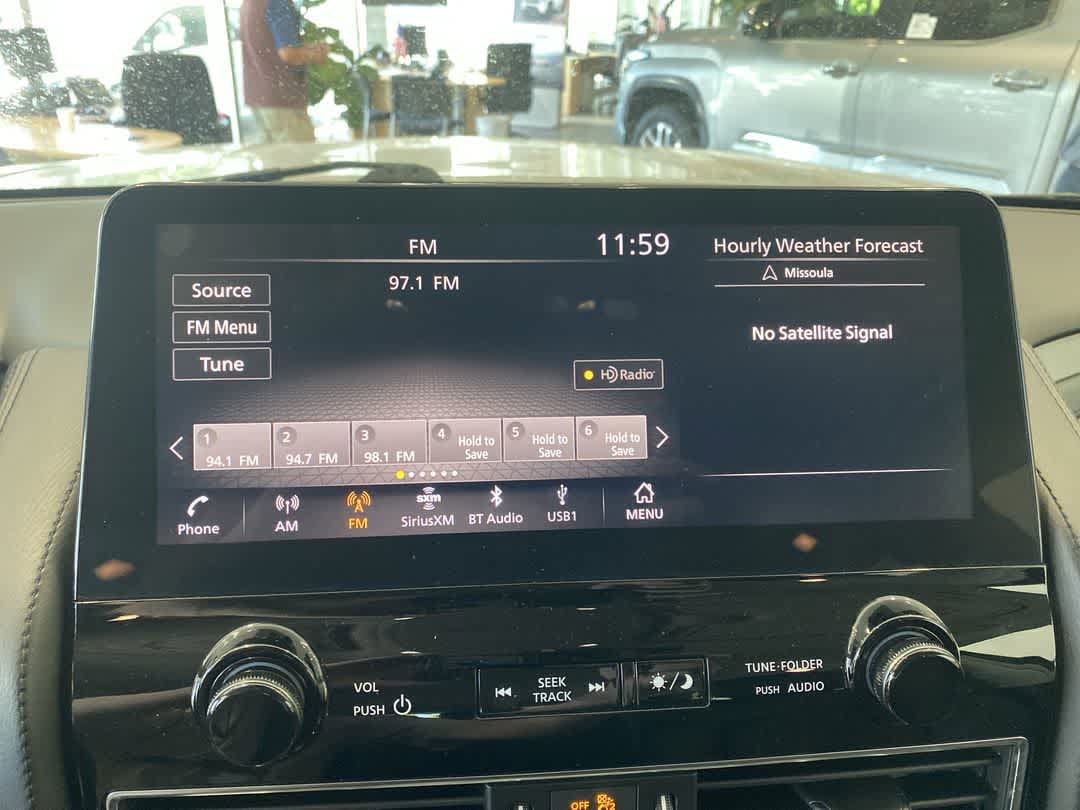 FM
11:59
Hourly Weather Forecast
Missoula
97.1 FM
Source
FM Menu
Tune
No Satellite Signal
HD Radio
1
94.1 FM
2
94.7 FM
3
98.1 FM
4
Hold to
Save
5
Hold to
Save
6
Hold to
Save
Phone
AM
FM
sxm
SiriusXM
BT Audio
USB1
MENU
VOL
PUSH
SEEK
TRACK
TUNE·FOLDER
PUSH AUDIO
OFF